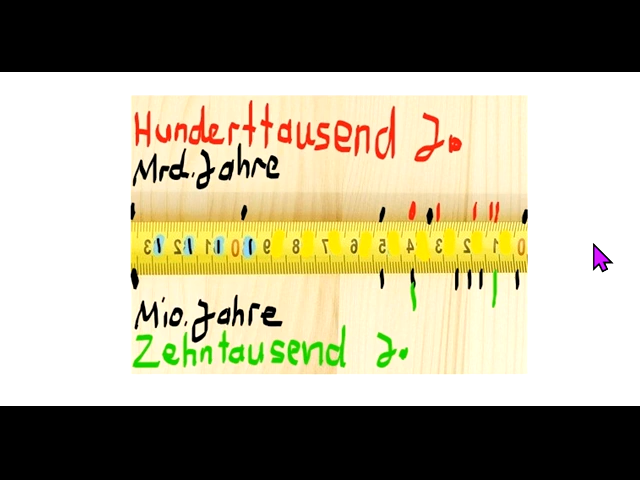 Hunderttausend J.
Mrd. Jahre
13 12 11 10 9 8 7 6 5 4 3 2 1 0
Mio. Jahre
Zehntausend J.